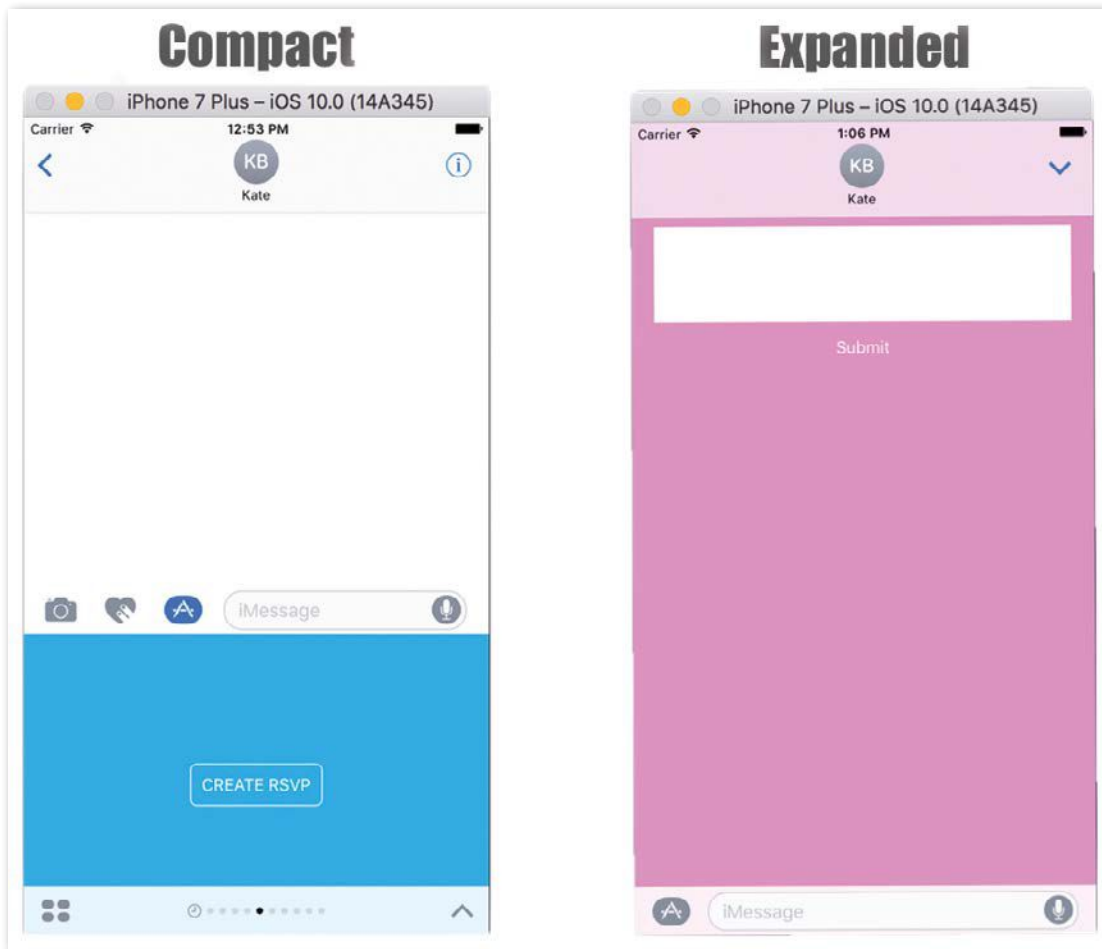 Compact
iPhone 7 Plus – iOS 10.0 (14A345)
Carrier
12:53 PM
KB
Kate
iMessage
CREATE RSVP
Expanded
iPhone 7 Plus – iOS 10.0 (14A345)
Carrier
1:06 PM
KB
Kate
Submit
iMessage